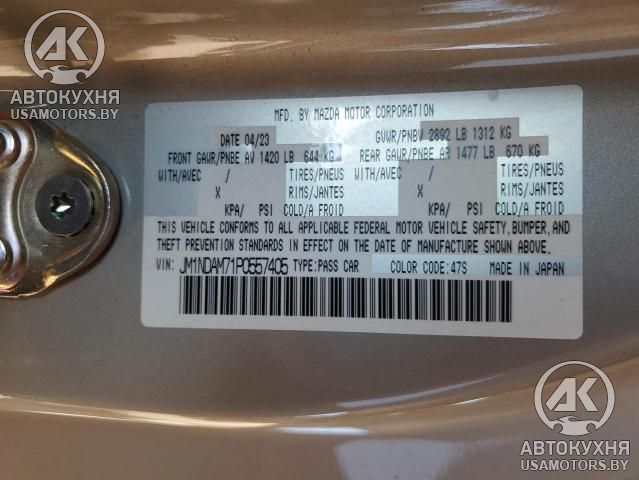 АК
АВТОКУХНЯ
USAMOTORS.BY
MFD. BY MAZDA MOTOR CORPORATION
DATE 04/23 GVWR/PNBV 2892 LB 1312 KG
FRONT GAWR/PNBE AV 1420 LB 644 KG REAR GAWR/PNBE AR 1477 LB 670 KG
WITH/AVEC / TIRES/PNEUS WITH/AVEC / TIRES/PNEUS
X RIMS/JANTES X RIMS/JANTES
KPA/ PSI COLD/A FROID KPA/ PSI COLD/A FROID
THIS VEHICLE CONFORMS TO ALL APPLICABLE FEDERAL MOTOR VEHICLE SAFETY, BUMPER, AND
THEFT PREVENTION STANDARDS IN EFFECT ON THE DATE OF MANUFACTURE SHOWN ABOVE.
VIN: JM1NDAM71P0557405 TYPE:PASS CAR COLOR CODE:47S MADE IN JAPAN
АК
АВТОКУХНЯ
USAMOTORS.BY